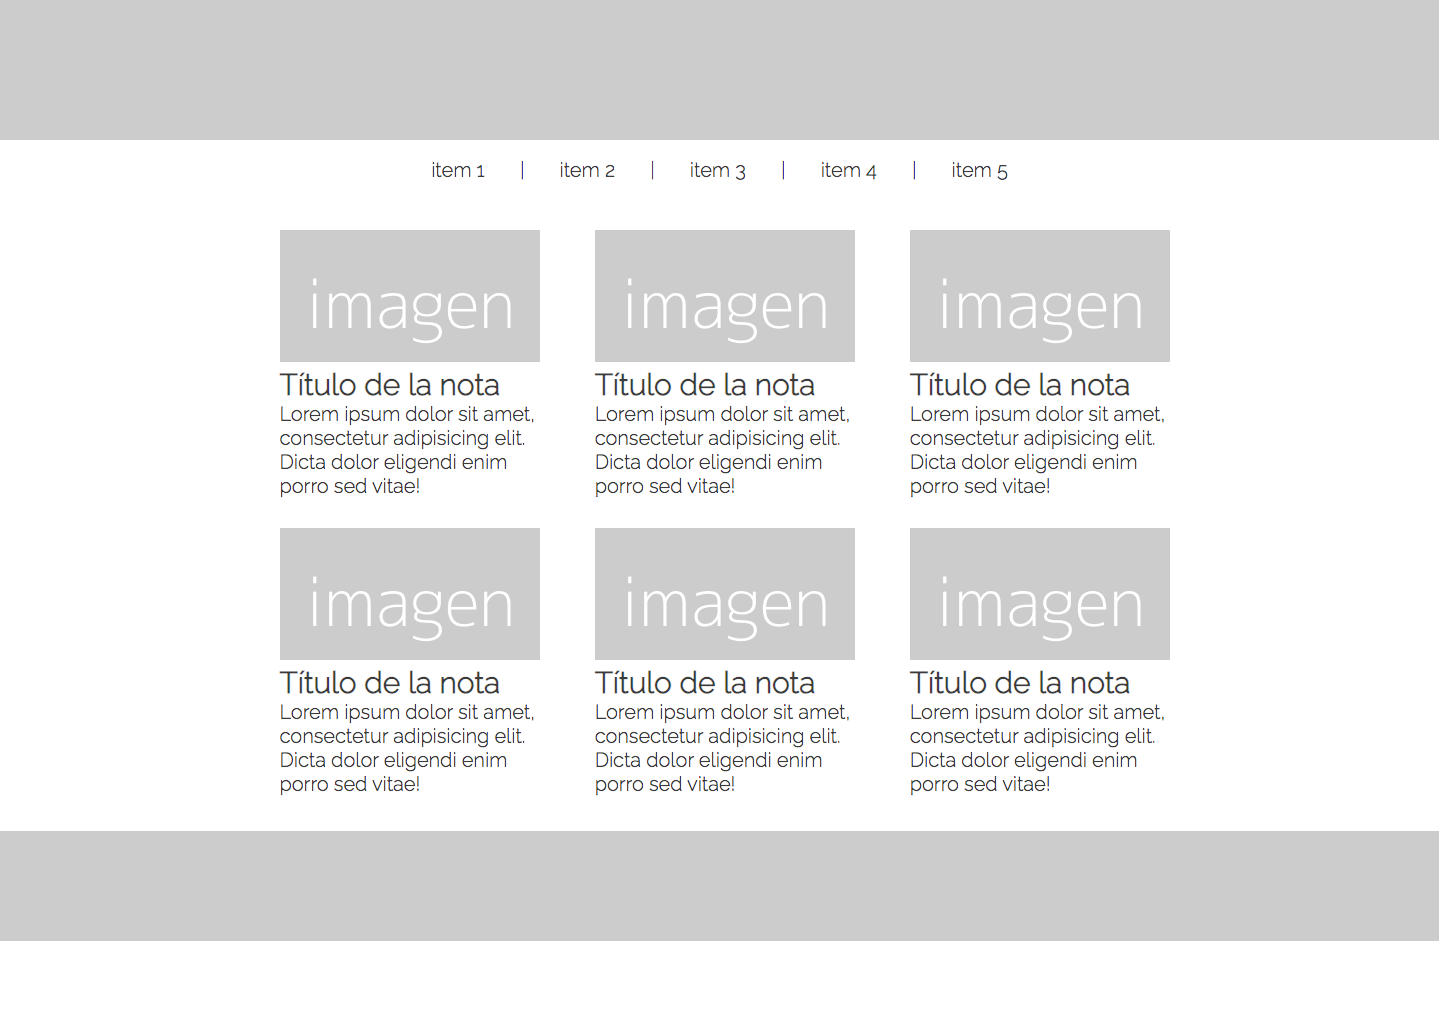 item 1 | item 2 | item 3 | item 4 | item 5
imagen imagen imagen
Título de la nota Título de la nota Título de la nota
Lorem ipsum dolor sit amet, Lorem ipsum dolor sit amet, Lorem ipsum dolor sit amet,
consectetur adipisicing elit. consectetur adipisicing elit. consectetur adipisicing elit.
Dicta dolor eligendi enim Dicta dolor eligendi enim Dicta dolor eligendi enim
porro sed vitae! porro sed vitae! porro sed vitae!
imagen imagen imagen
Título de la nota Título de la nota Título de la nota
Lorem ipsum dolor sit amet, Lorem ipsum dolor sit amet, Lorem ipsum dolor sit amet,
consectetur adipisicing elit. consectetur adipisicing elit. consectetur adipisicing elit.
Dicta dolor eligendi enim Dicta dolor eligendi enim Dicta dolor eligendi enim
porro sed vitae! porro sed vitae! porro sed vitae!